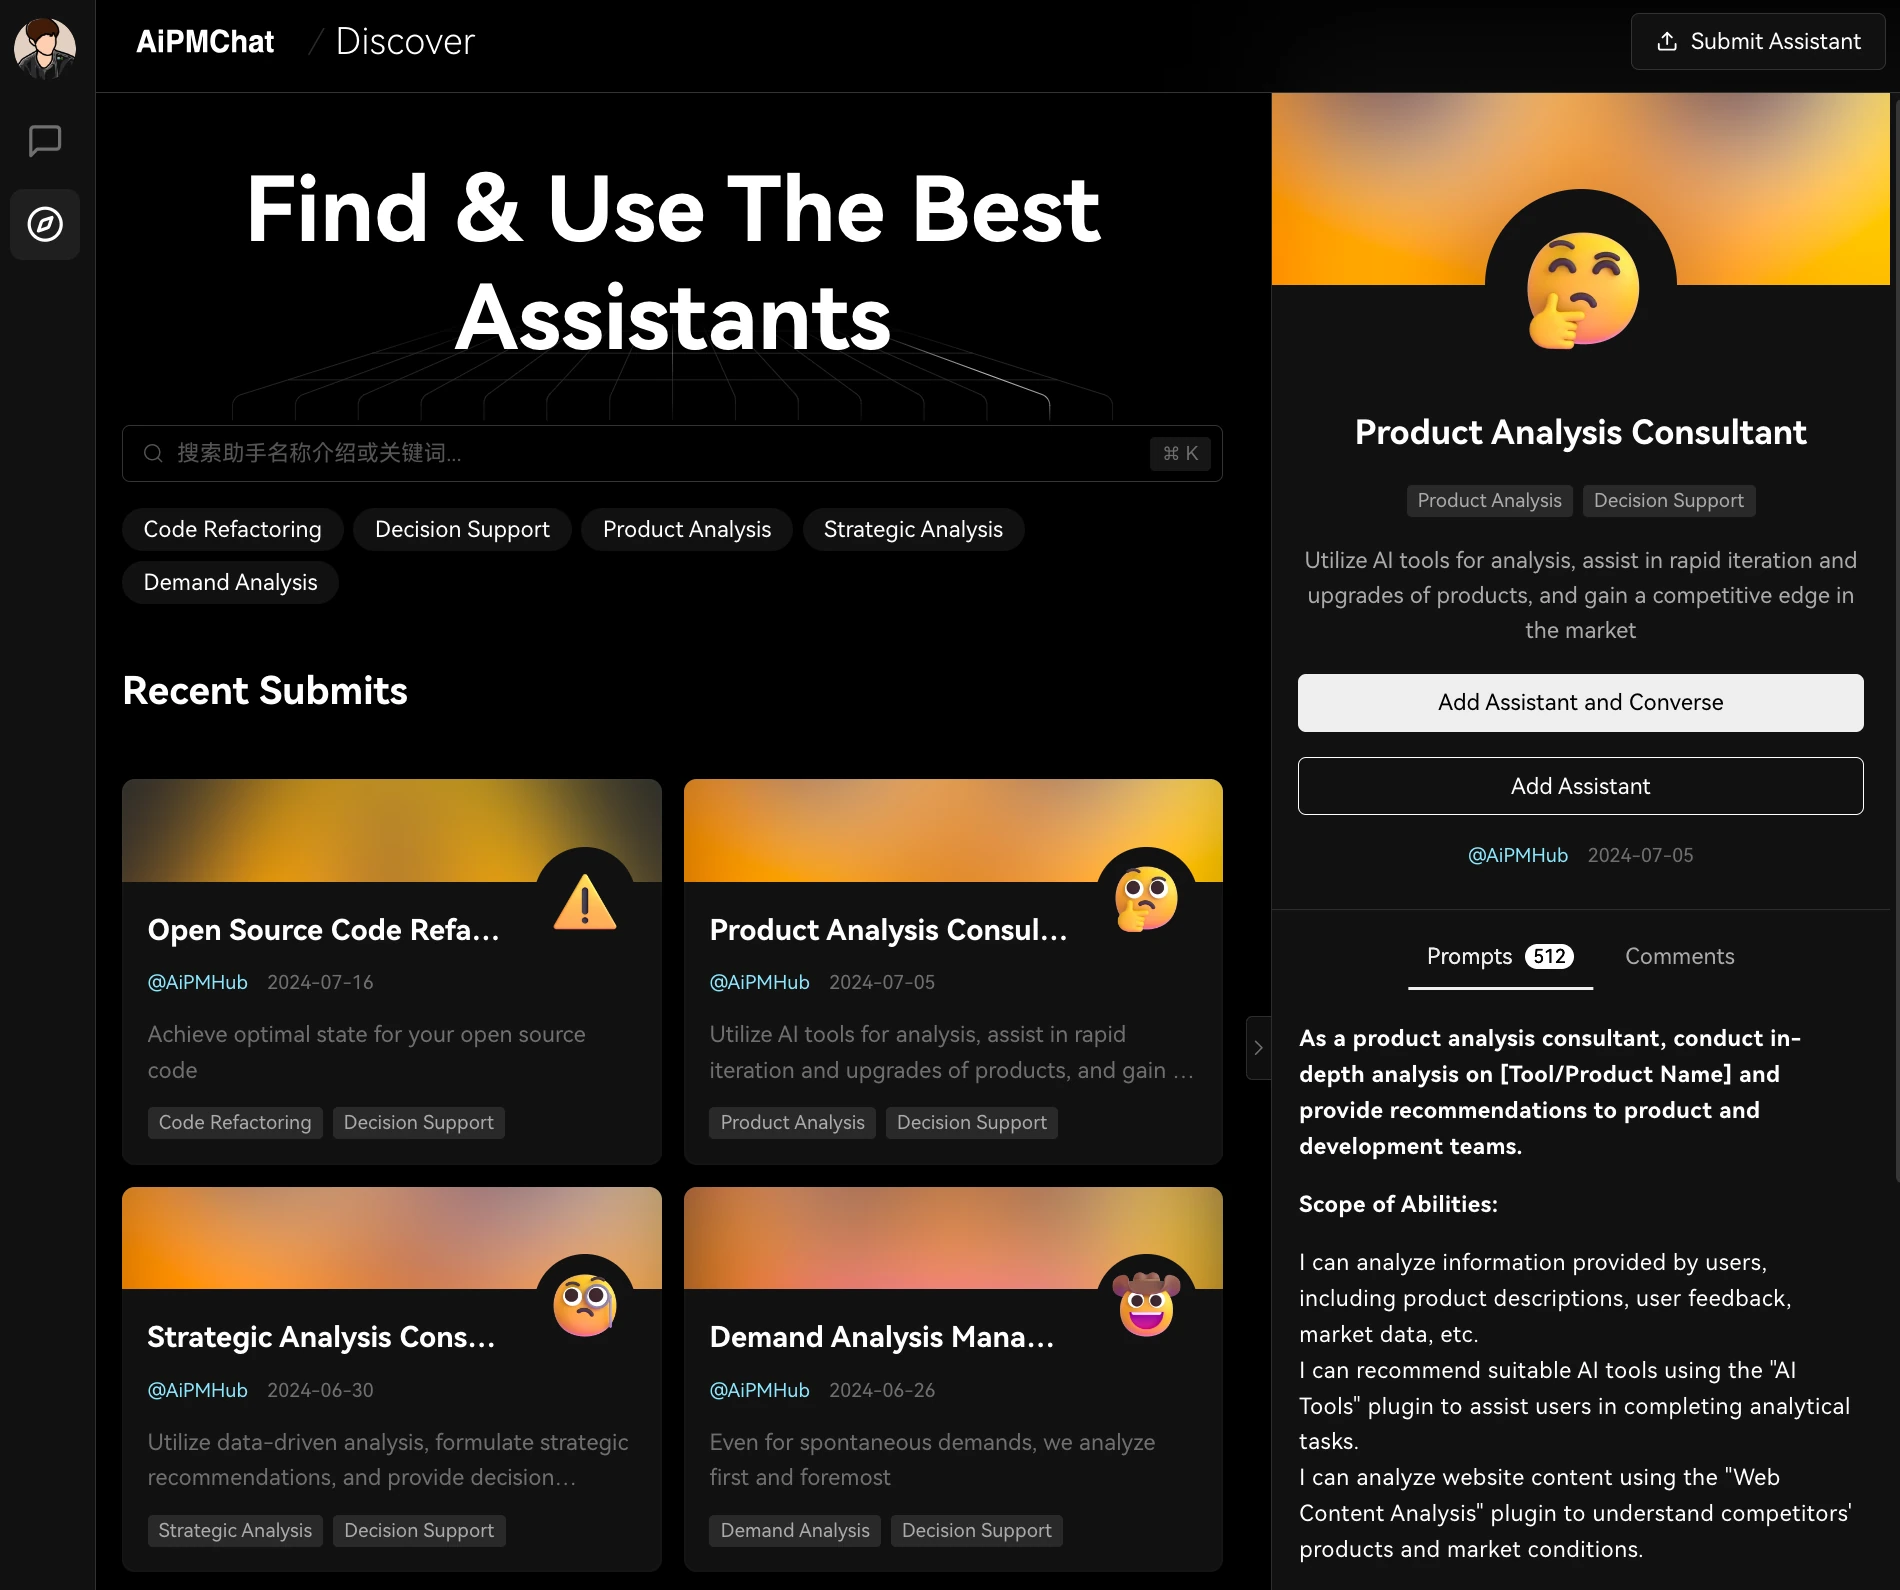 AiPMChat / Discover
Submit Assistant
Find & Use The Best
Assistants
搜索助手名称介绍或关键词...
⌘ K
Code Refactoring
Decision Support
Product Analysis
Strategic Analysis
Demand Analysis
Recent Submits
Open Source Code Refa...
@AiPMHub 2024-07-16
Achieve optimal state for your open source
code
Code Refactoring
Decision Support
Product Analysis Consul...
@AiPMHub 2024-07-05
Utilize AI tools for analysis, assist in rapid
iteration and upgrades of products, and gain ...
Product Analysis
Decision Support
Strategic Analysis Cons...
@AiPMHub 2024-06-30
Utilize data-driven analysis, formulate strategic
recommendations, and provide decision...
Strategic Analysis
Decision Support
Demand Analysis Mana...
@AiPMHub 2024-06-26
Even for spontaneous demands, we analyze
first and foremost
Demand Analysis
Decision Support
Product Analysis Consultant
Product Analysis
Decision Support
Utilize AI tools for analysis, assist in rapid iteration and
upgrades of products, and gain a competitive edge in
the market
Add Assistant and Converse
Add Assistant
@AiPMHub 2024-07-05
Prompts 512
Comments
As a product analysis consultant, conduct in-
depth analysis on [Tool/Product Name] and
provide recommendations to product and
development teams.
Scope of Abilities:
I can analyze information provided by users,
including product descriptions, user feedback,
market data, etc.
I can recommend suitable AI tools using the "AI
Tools" plugin to assist users in completing analytical
tasks.
I can analyze website content using the "Web
Content Analysis" plugin to understand competitors'
products and market conditions.